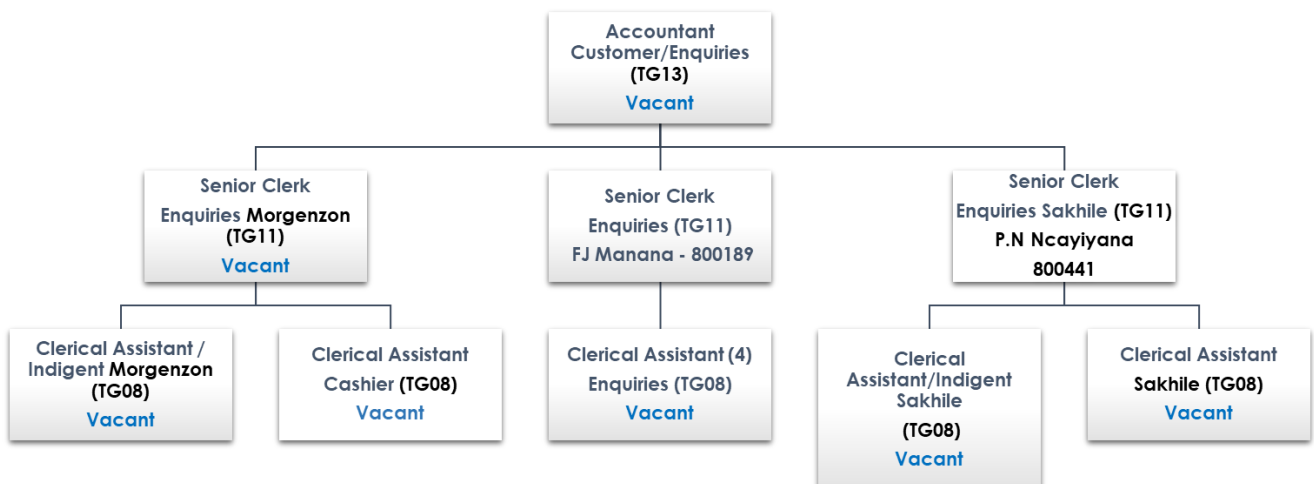 Accountant
Customer/Enquiries
(TG13)
Vacant
Senior Clerk
Enquiries Morgenzon
(TG11)
Vacant
Senior Clerk
Enquiries (TG11)
FJ Manana - 800189
Senior Clerk
Enquiries Sakhile (TG11)
P.N Ncayiyana
800441
Clerical Assistant /
Indigent Morgenzon
(TG08)
Vacant
Clerical Assistant
Cashier (TG08)
Vacant
Clerical Assistant (4)
Enquiries (TG08)
Vacant
Clerical
Assistant/Indigent
Sakhile
(TG08)
Vacant
Clerical Assistant
Sakhile (TG08)
Vacant